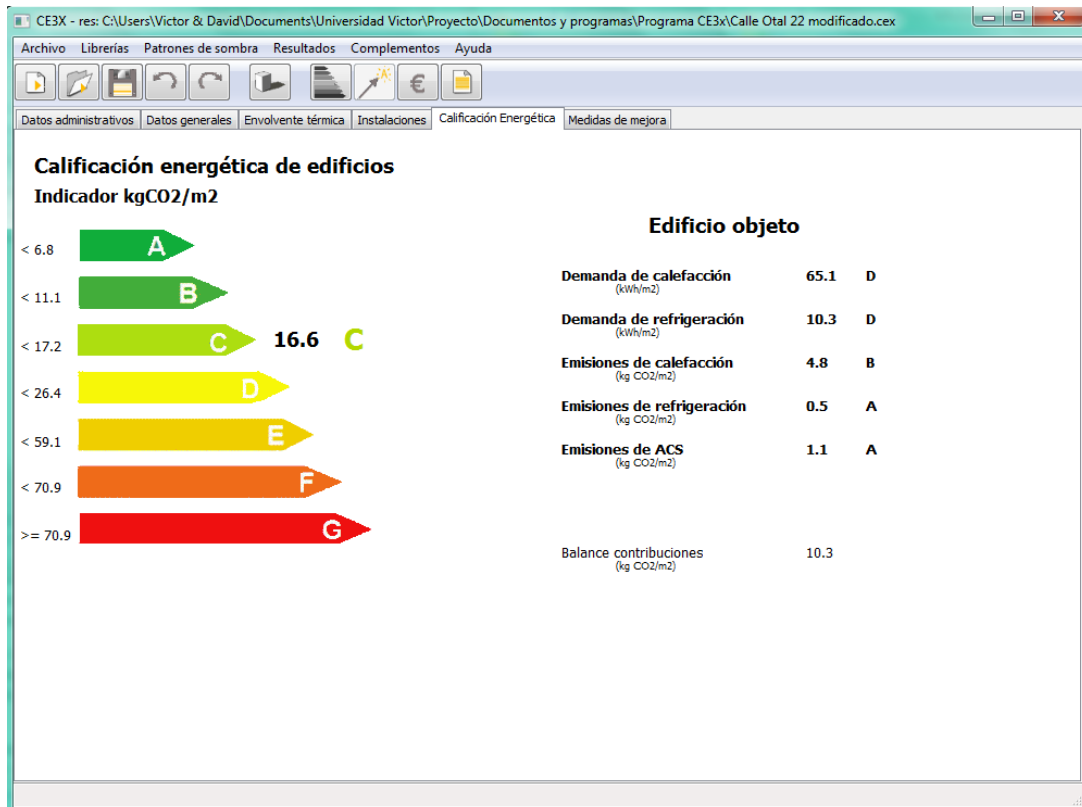 CE3X - res: C:\Users\Victor & David\Documents\Universidad Victor\Proyecto\Documentos y programas\Programa CE3x\Calle Otal 22 modificado.cex
Archivo Librerías Patrones de sombra Resultados Complementos Ayuda
€
Datos administrativos Datos generales Envolvente térmica Instalaciones Calificación Energética Medidas de mejora
Calificación energética de edificios
Indicador kgCO2/m2
< 6.8 A
< 11.1 B
< 17.2 C 16.6 C
< 26.4 D
< 59.1 E
< 70.9 F
>= 70.9 G
Edificio objeto
Demanda de calefacción 65.1 D
(kWh/m2)
Demanda de refrigeración 10.3 D
(kWh/m2)
Emisiones de calefacción 4.8 B
(kg CO2/m2)
Emisiones de refrigeración 0.5 A
(kg CO2/m2)
Emisiones de ACS 1.1 A
(kg CO2/m2)
Balance contribuciones 10.3
(kg CO2/m2)